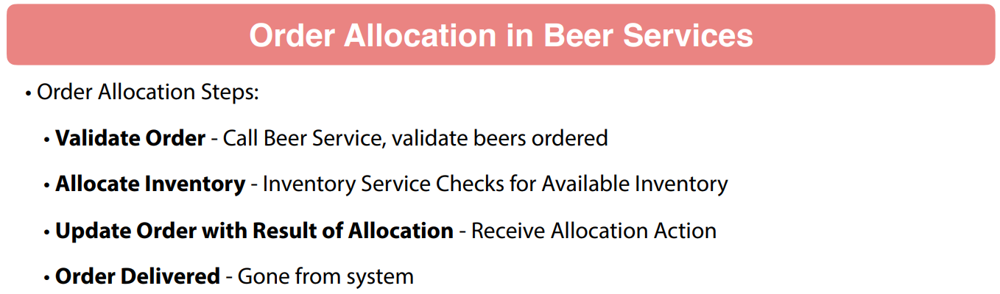 Order Allocation in Beer Services
• Order Allocation Steps:
• Validate Order - Call Beer Service, validate beers ordered
• Allocate Inventory - Inventory Service Checks for Available Inventory
• Update Order with Result of Allocation - Receive Allocation Action
• Order Delivered - Gone from system